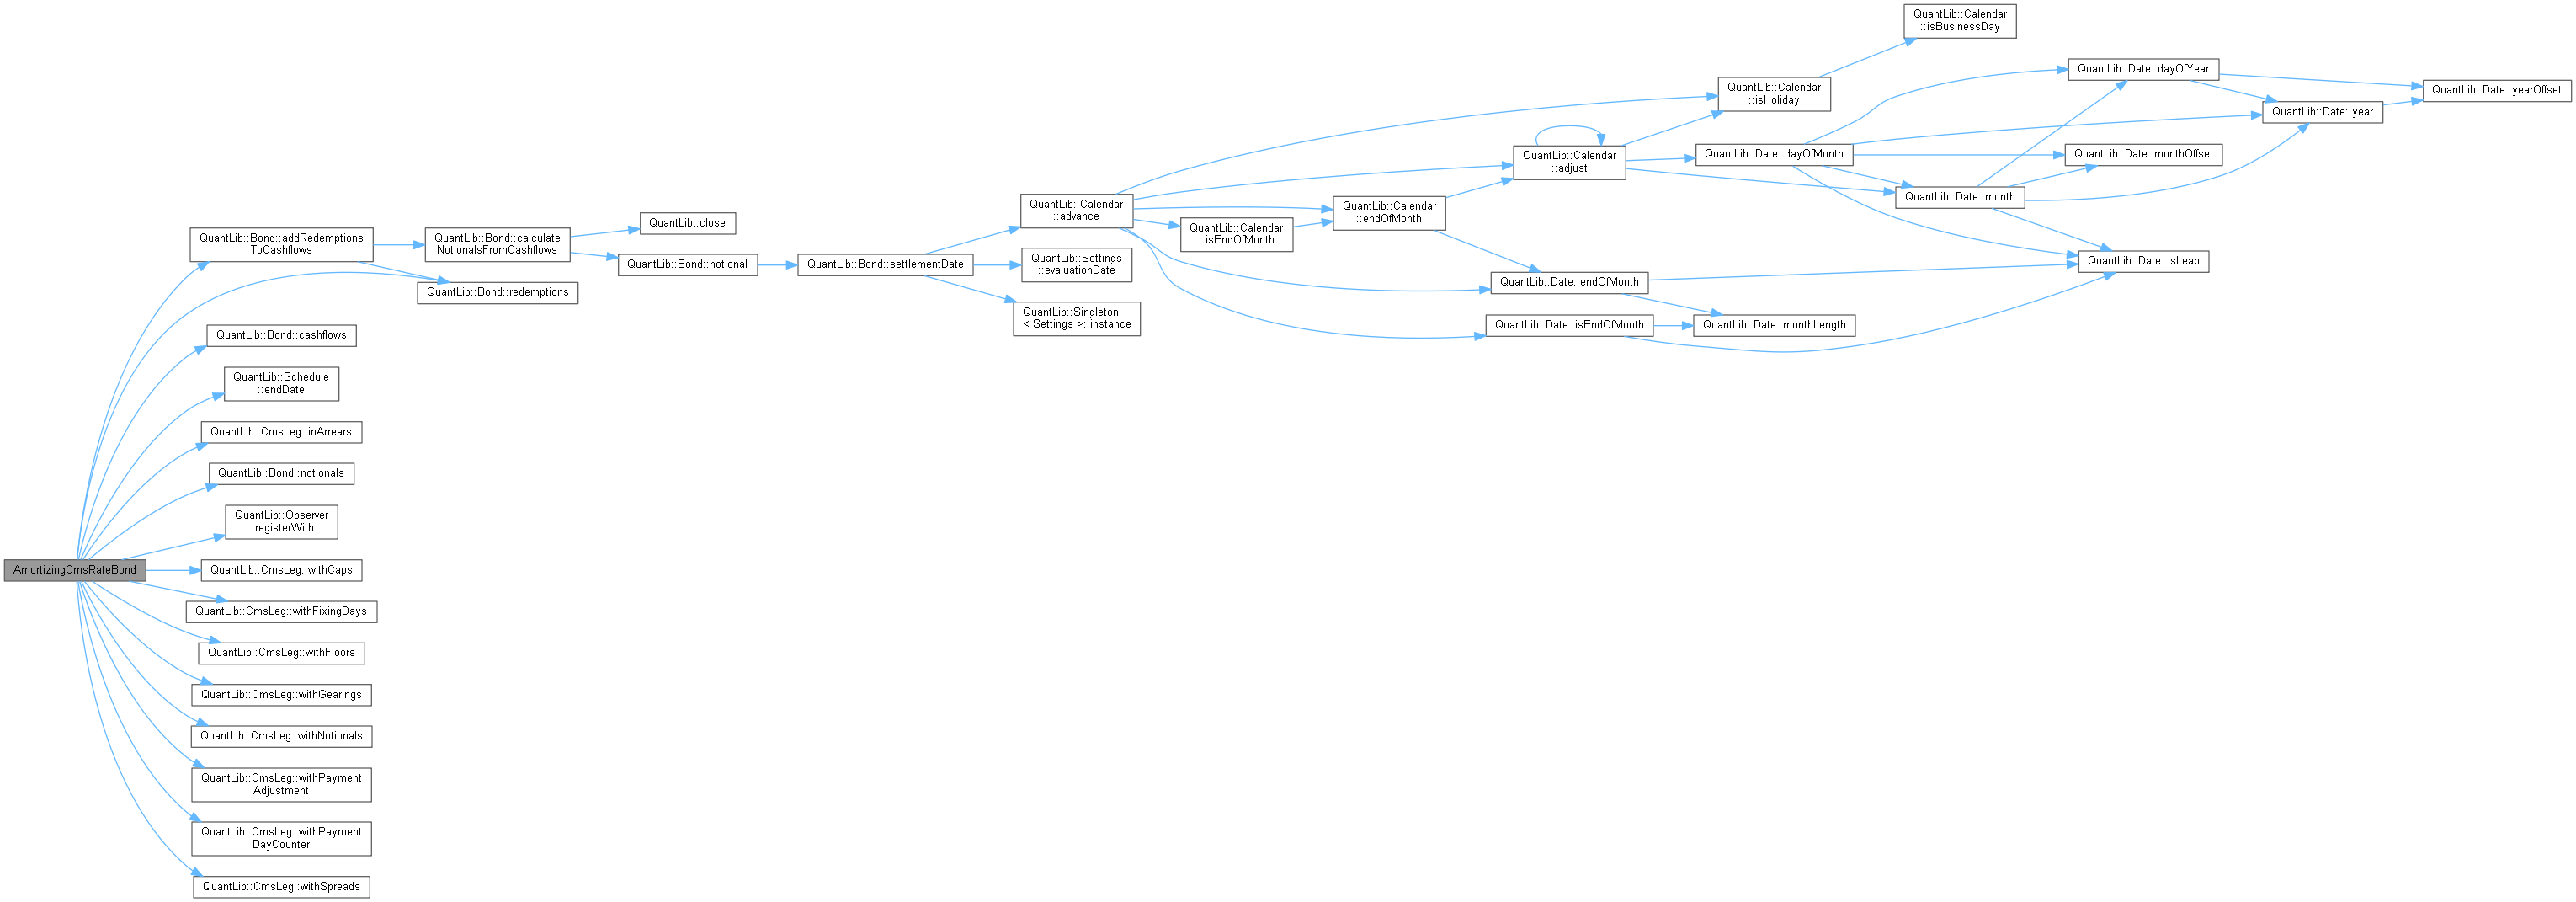 AmortizingCmsRateBond
QuantLib::Bond::addRedemptions
ToCashflows
QuantLib::Bond::calculate
NotionalsFromCashflows
QuantLib::close
QuantLib::Bond::notional
QuantLib::Bond::redemptions
QuantLib::Bond::settlementDate
QuantLib::Calendar
::advance
QuantLib::Settings
::evaluationDate
QuantLib::Singleton
< Settings >::instance
QuantLib::Calendar
::isEndOfMonth
QuantLib::Calendar
::endOfMonth
QuantLib::Calendar
::adjust
QuantLib::Date::endOfMonth
QuantLib::Date::isEndOfMonth
QuantLib::Calendar
::isHoliday
QuantLib::Calendar
::isBusinessDay
QuantLib::Date::dayOfMonth
QuantLib::Date::monthLength
QuantLib::Date::month
QuantLib::Date::dayOfYear
QuantLib::Date::monthOffset
QuantLib::Date::isLeap
QuantLib::Date::year
QuantLib::Date::yearOffset
QuantLib::Bond::cashflows
QuantLib::Schedule
::endDate
QuantLib::CmsLeg::inArrears
QuantLib::Bond::notionals
QuantLib::Observer
::registerWith
QuantLib::CmsLeg::withCaps
QuantLib::CmsLeg::withFixingDays
QuantLib::CmsLeg::withFloors
QuantLib::CmsLeg::withGearings
QuantLib::CmsLeg::withNotionals
QuantLib::CmsLeg::withPayment
Adjustment
QuantLib::CmsLeg::withPayment
DayCounter
QuantLib::CmsLeg::withSpreads